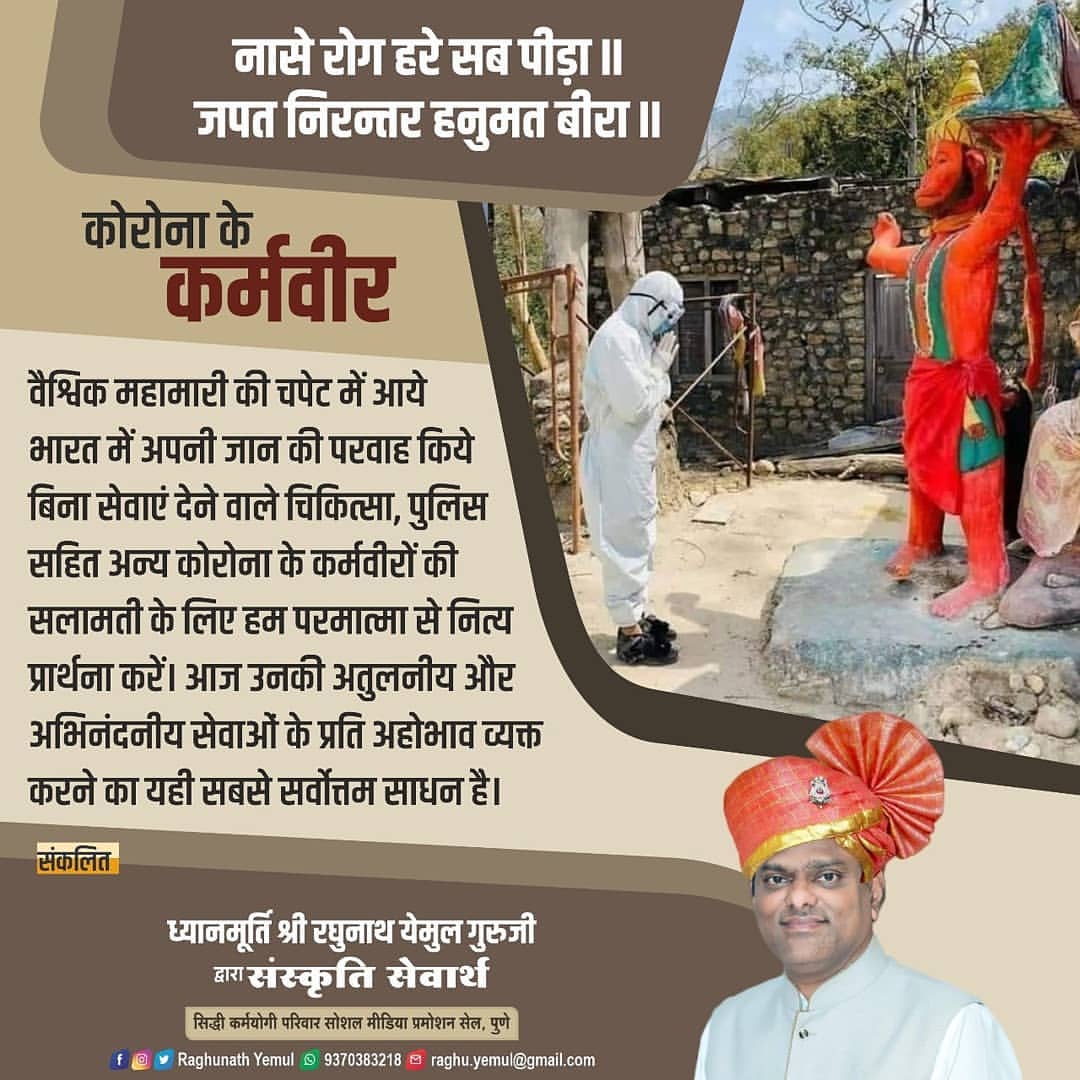 नासे रोग हरे सब पीड़ा॥
जपत निरन्तर हनुमत बीरा॥
कोरोना के
कर्मवीर
वैश्विक महामारी की चपेट में आये
भारत में अपनी जान की परवाह किये
बिना सेवाएं देने वाले चिकित्सा, पुलिस
सहित अन्य कोरोना के कर्मवीरों की
सलामती के लिए हम परमात्मा से नित्य
प्रार्थना करें। आज उनकी अतुलनीय और
अभिनंदनीय सेवाओं के प्रति अहोभाव व्यक्त
करने का यही सबसे सर्वोत्तम साधन है।
संकलित
ध्यानमूर्ति श्री रघुनाथ येमुल गुरुजी
द्वारा संस्कृति सेवार्थ
सिद्धी कर्मयोगी परिवार सोशल मीडिया प्रमोशन सेल, पुणे
Raghunath Yemul 9370383218 raghu.yemul@gmail.com